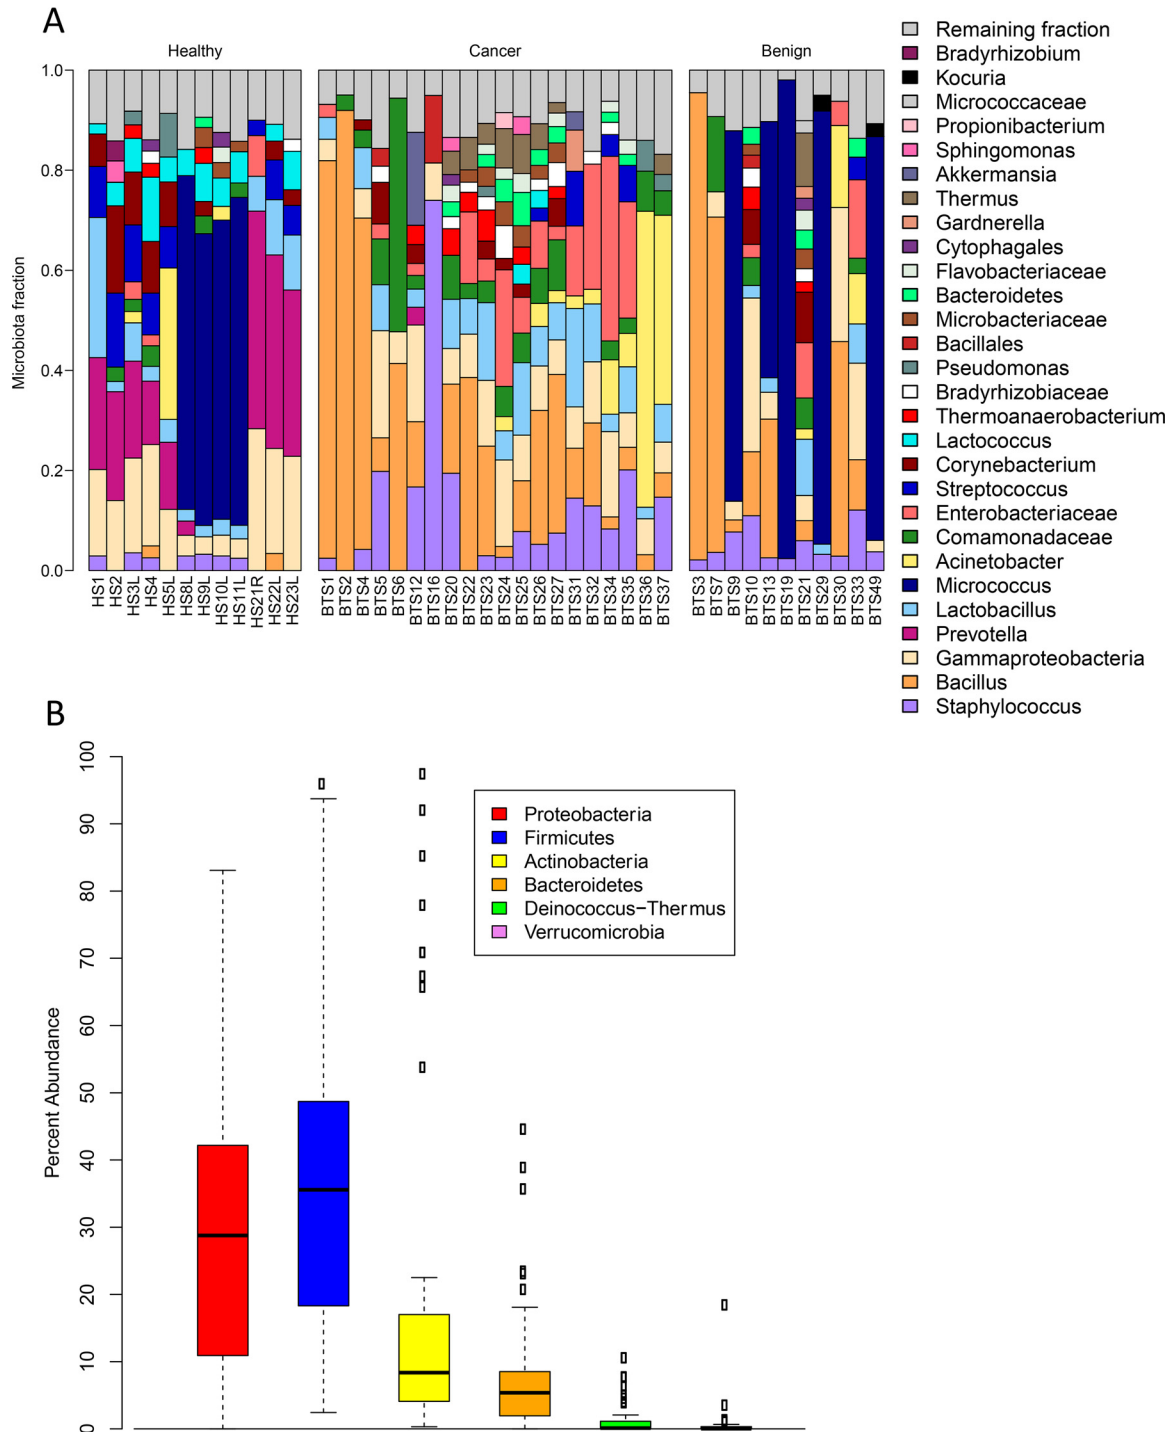 A
Healthy
Cancer
Benign
Microbiota fraction
1.0
0.8
0.6
0.4
0.2
0.0
HS1
HS2
HS3L
HS4
HS5L
HS8L
HS9L
HS10L
HS11L
HS21R
HS22L
HS23L
BTS1
BTS2
BTS4
BTS5
BTS6
BTS12
BTS16
BTS20
BTS22
BTS23
BTS24
BTS25
BTS26
BTS27
BTS31
BTS32
BTS34
BTS35
BTS36
BTS37
BTS3
BTS7
BTS9
BTS10
BTS13
BTS19
BTS21
BTS29
BTS30
BTS33
BTS49
Remaining fraction
Bradyrhizobium
Kocuria
Micrococcaceae
Propionibacterium
Sphingomonas
Akkermansia
Thermus
Gardnerella
Cytophagales
Flavobacteriaceae
Bacteroidetes
Microbacteriaceae
Bacillales
Pseudomonas
Bradyrhizobiaceae
Thermoanaerobacterium
Lactococcus
Corynebacterium
Streptococcus
Enterobacteriaceae
Comamonadaceae
Acinetobacter
Micrococcus
Lactobacillus
Prevotella
Gammaproteobacteria
Bacillus
Staphylococcus
B
Percent Abundance
100
90
80
70
60
50
40
30
20
10
0
Proteobacteria
Firmicutes
Actinobacteria
Bacteroidetes
Deinococcus−Thermus
Verrucomicrobia